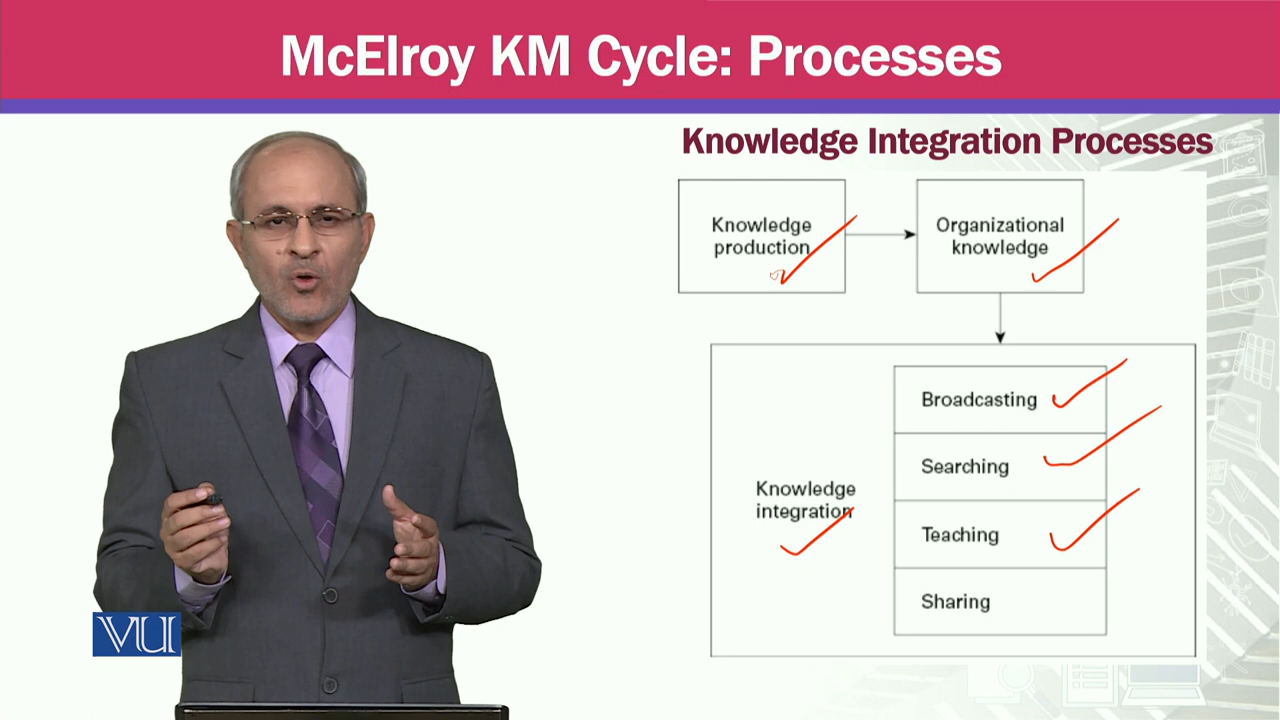 McElroy KM Cycle: Processes
Knowledge Integration Processes
Knowledge
production
Organizational
knowledge
Broadcasting
Searching
Knowledge
integration
Teaching
Sharing
VU